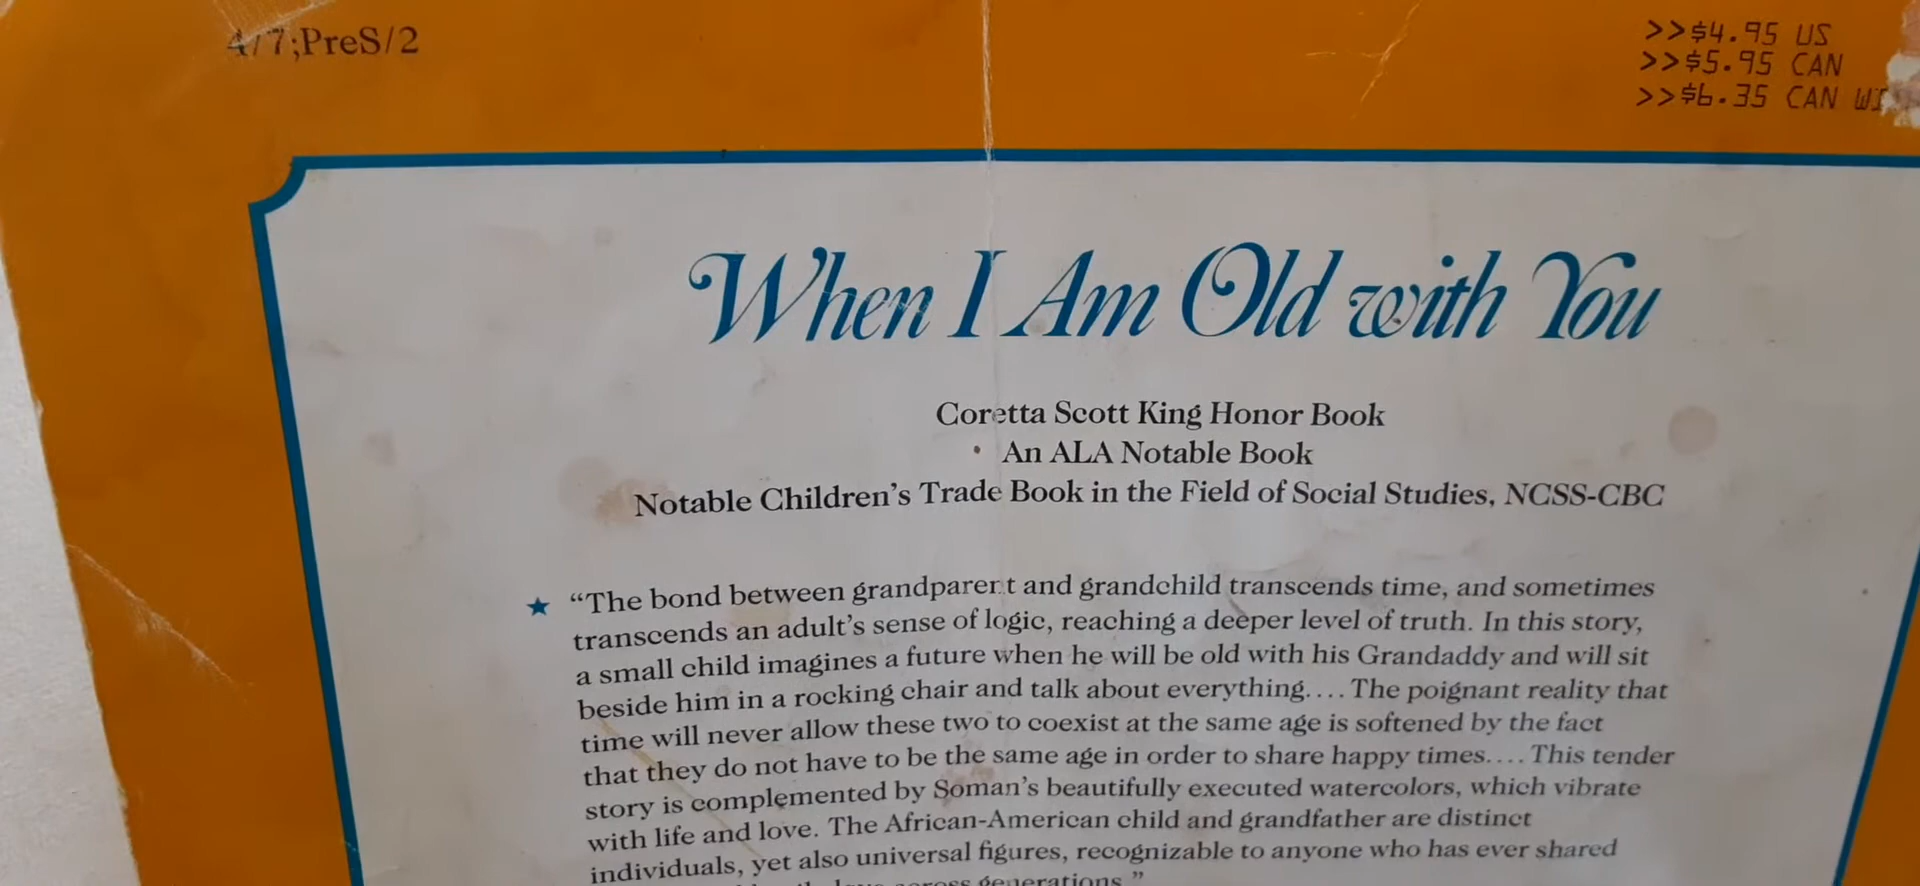 4/7;PreS/2
>>$4.95 US
>>$5.95 CAN
>>$6.35 CAN
When I Am Old with You
Coretta Scott King Honor Book
• An ALA Notable Book
Notable Children's Trade Book in the Field of Social Studies, NCSS-CBC
★ “The bond between grandparent and grandchild transcends time, and sometimes
transcends an adult's sense of logic, reaching a deeper level of truth. In this story,
a small child imagines a future when he will be old with his Grandaddy and will sit
beside him in a rocking chair and talk about everything.... The poignant reality that
time will never allow these two to coexist at the same age is softened by the fact
that they do not have to be the same age in order to share happy times.... This tender
story is complemented by Soman's beautifully executed watercolors, which vibrate
with life and love. The African-American child and grandfather are distinct
individuals, yet also universal figures, recognizable to anyone who has ever shared
across generations.”